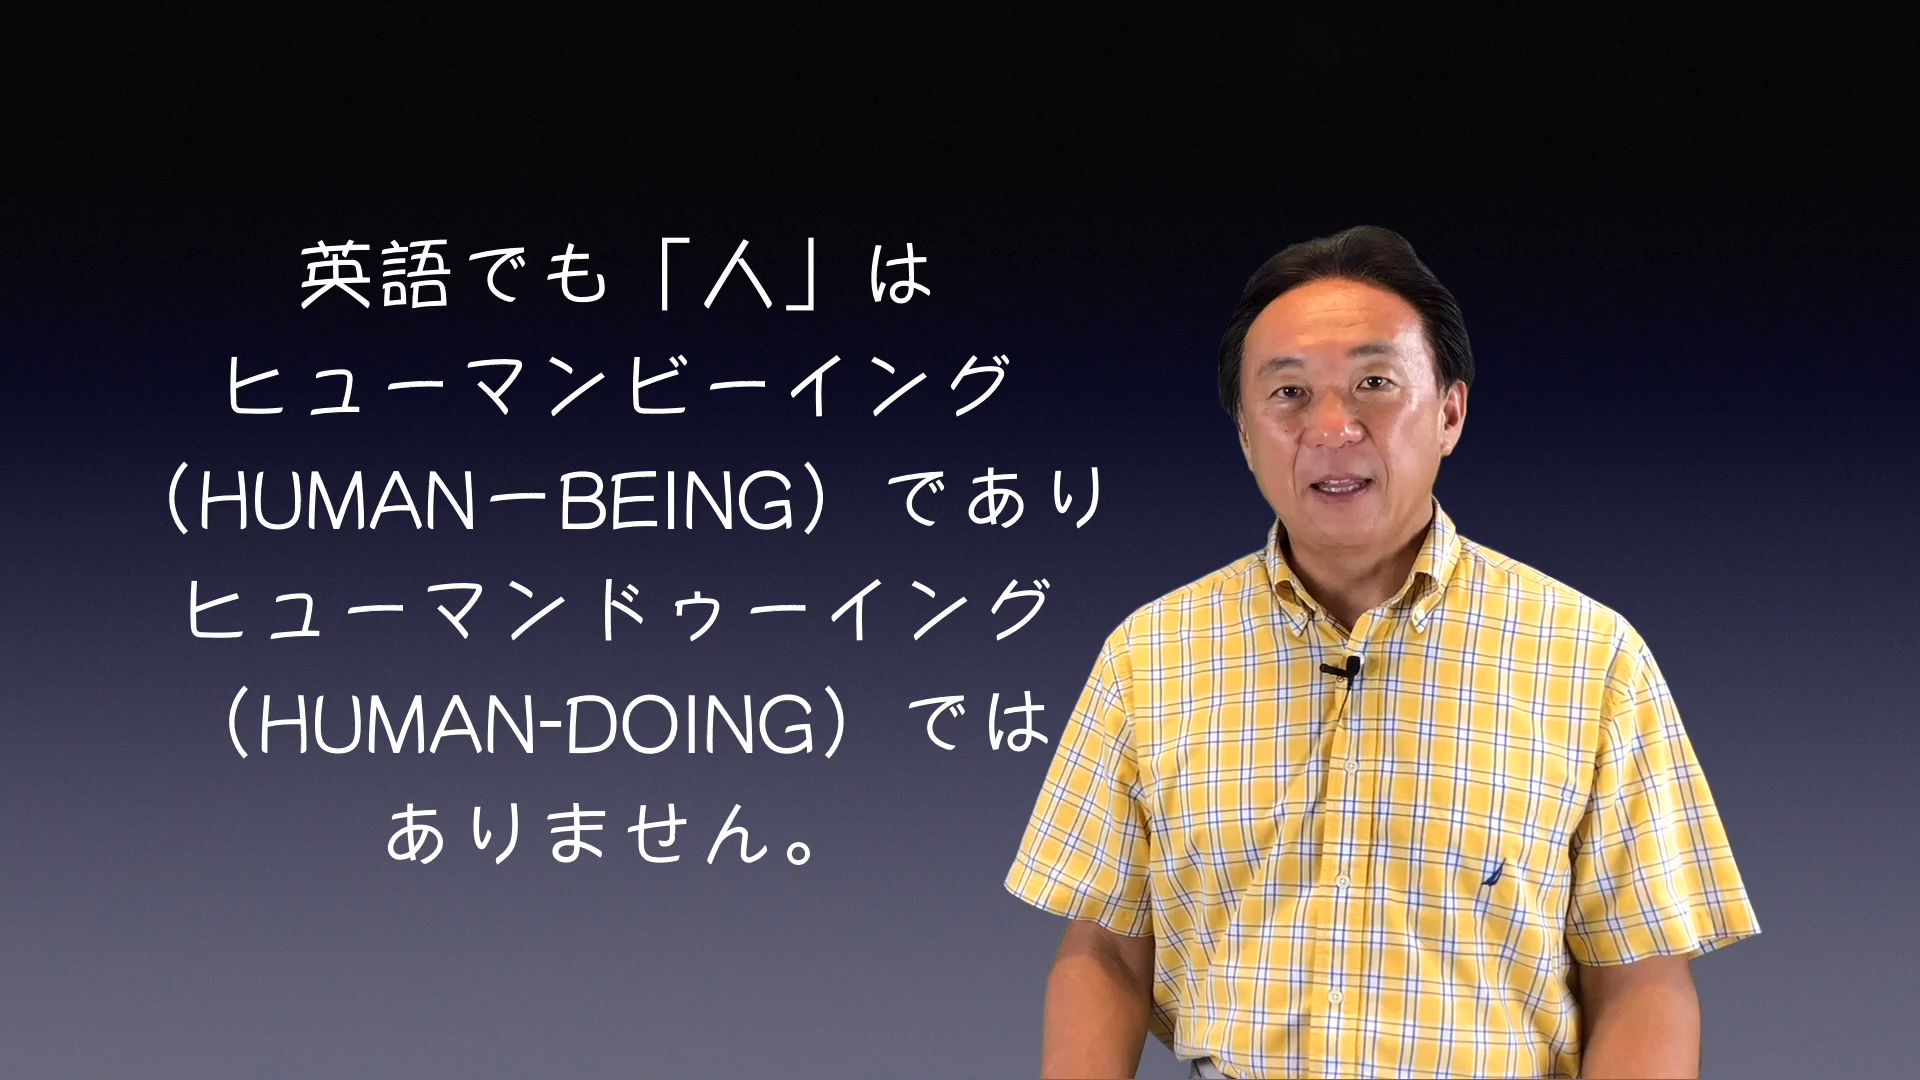 英語でも「人」は
ヒューマンビーイング
（HUMAN－BEING）であり
ヒューマンドゥーイング
（HUMAN-DOING）では
ありません。